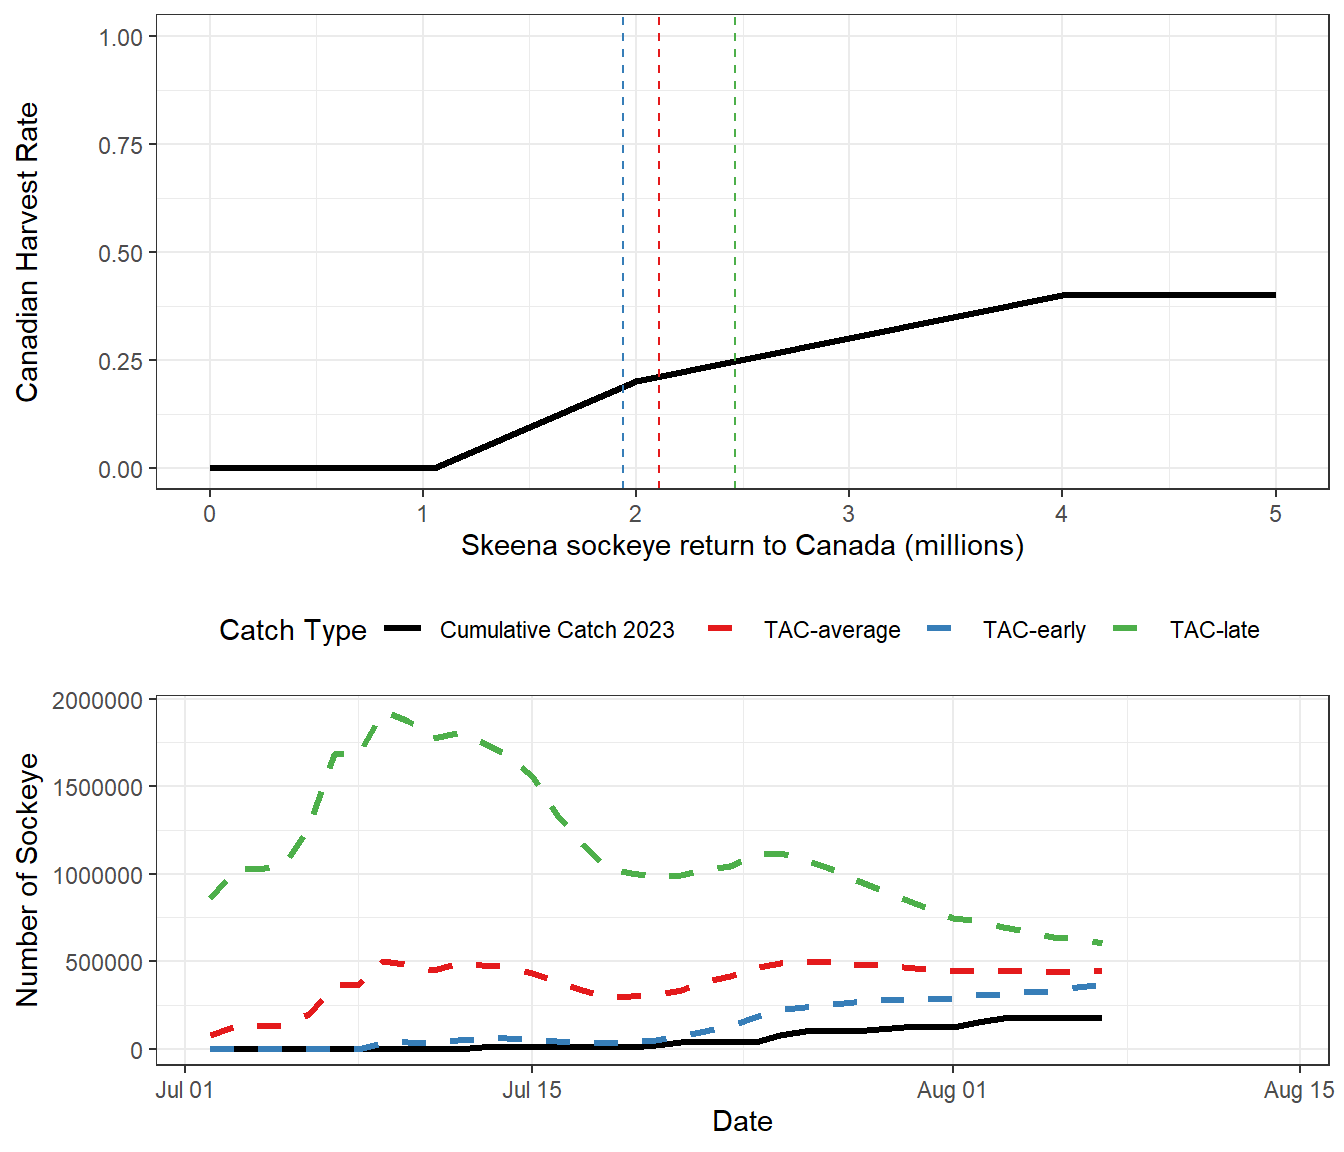 Canadian Harvest Rate
1.00
0.75
0.50
0.25
0.00
0 1 2 3 4 5
Skeena sockeye return to Canada (millions)
Catch Type Cumulative Catch 2023 TAC-average TAC-early TAC-late
Number of Sockeye
2000000
1500000
1000000
500000
0
Jul 01 Jul 15 Aug 01 Aug 15
Date